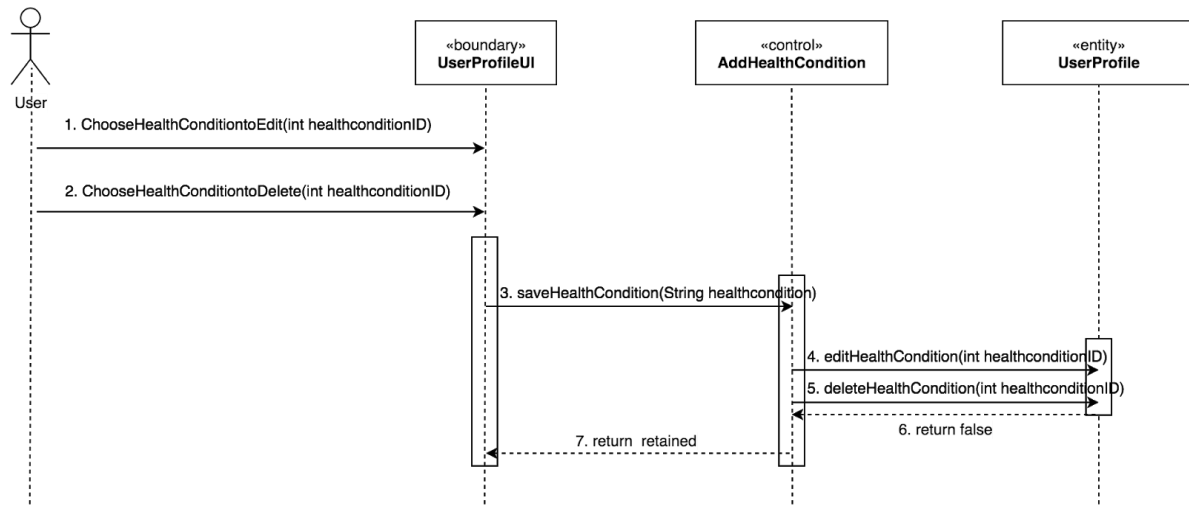 «boundary»
UserProfileUI
«control»
AddHealthCondition
«entity»
UserProfile
User
1. ChooseHealthConditiontoEdit(int healthconditionID)
2. ChooseHealthConditiontoDelete(int healthconditionID)
3. saveHealthCondition(String healthcondition)
4. editHealthCondition(int healthconditionID)
5. deleteHealthCondition(int healthconditionID)
6. return false
7. return retained